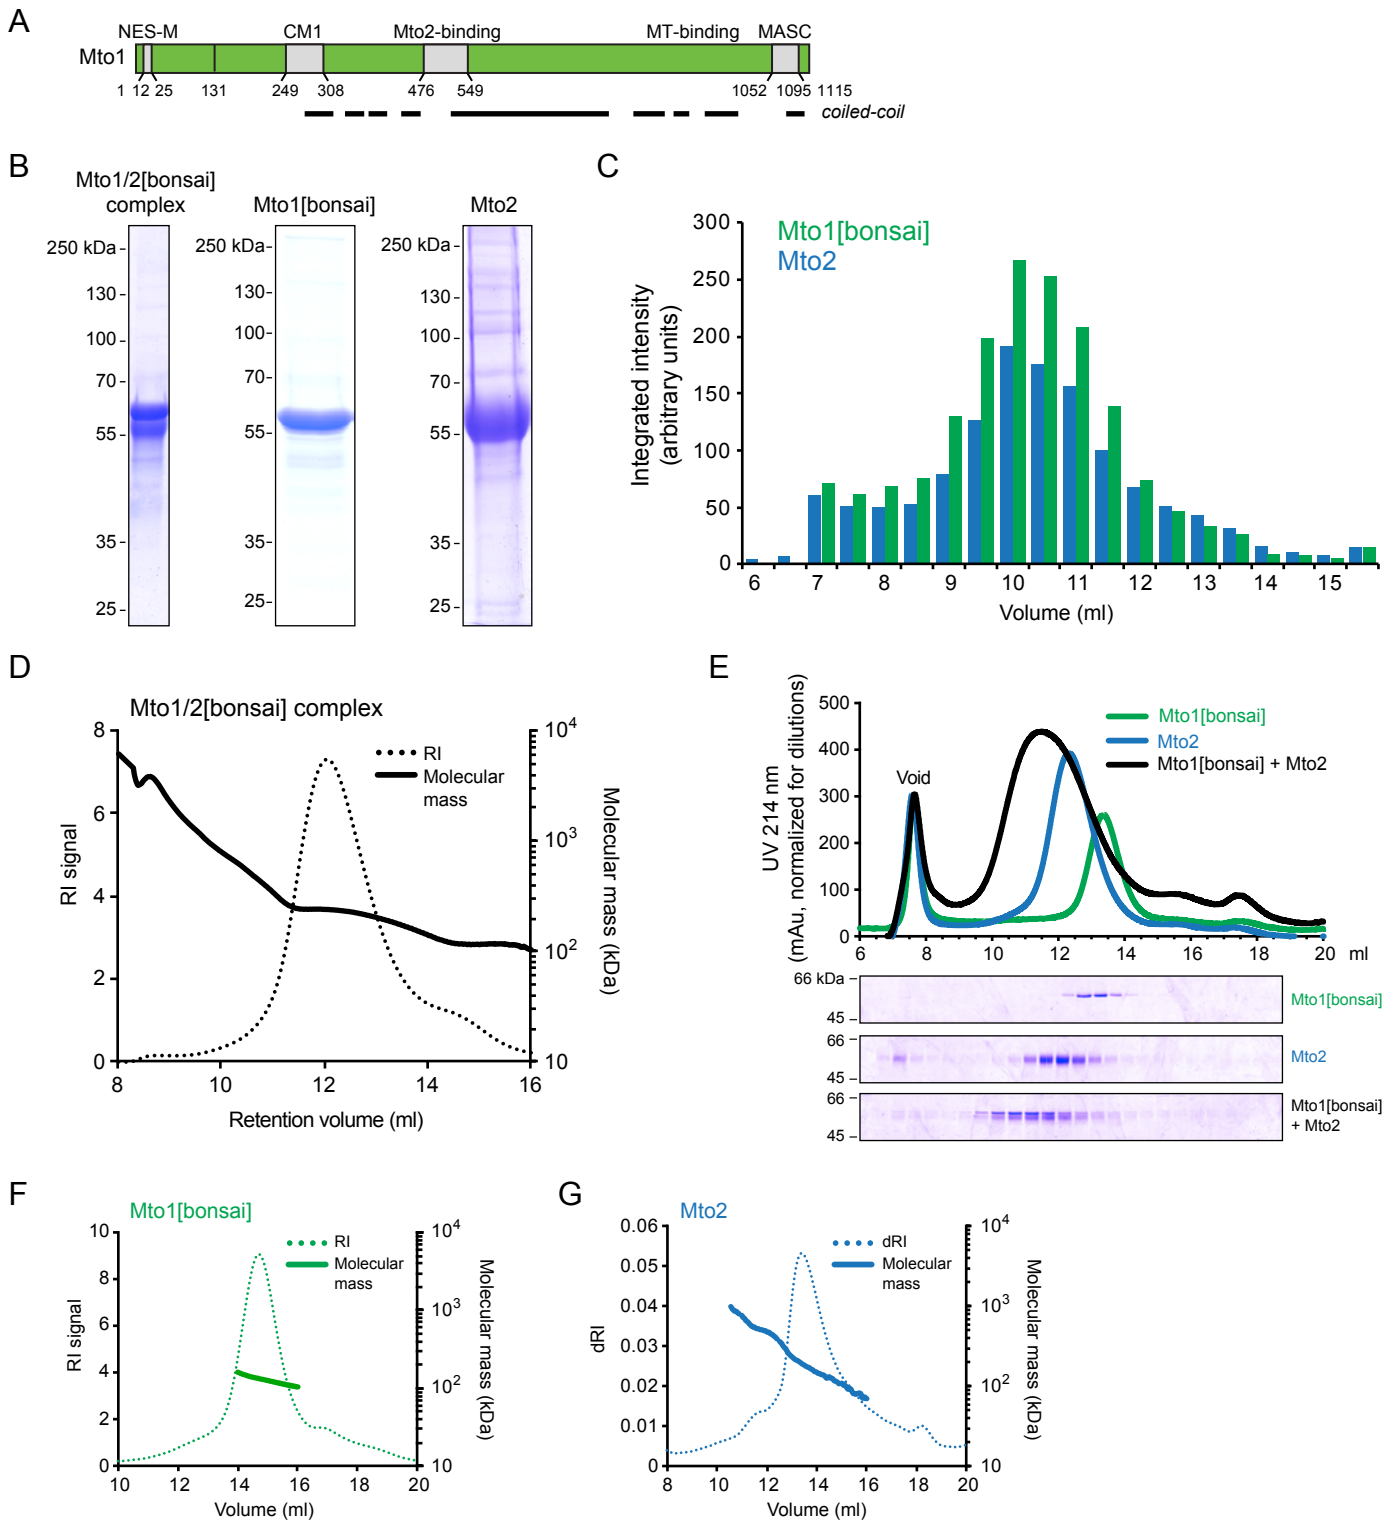 A
NES-M CM1 Mto2-binding MT-binding MASC
Mto1
1 12 25 131 249 308 476 549 1052 1095 1115
coiled-coil
B
Mto1/2[bonsai]
complex
250 kDa
130
100
70
55
35
25
Mto1[bonsai]
250 kDa
130
100
70
55
35
25
Mto2
250 kDa
130
100
70
55
35
25
C
Mto1[bonsai]
Mto2
Integrated intensity
(arbitrary units)
300
250
200
150
100
50
0
6 7 8 9 10 11 12 13 14 15
Volume (ml)
D
Mto1/2[bonsai] complex
RI
Molecular
mass
RI signal
8
6
4
2
0
10^4
10^3
10^2
10
Molecular mass (kDa)
8 10 12 14 16
Retention volume (ml)
E
UV 214 nm
(mAu, normalized for dilutions)
500
400
300
200
100
0
Void
Mto1[bonsai]
Mto2
Mto1[bonsai] + Mto2
6 8 10 12 14 16 18 20 ml
66 kDa
45
Mto1[bonsai]
66
45
Mto2
66
45
Mto1[bonsai]
+ Mto2
F
Mto1[bonsai]
RI
Molecular
mass
RI signal
10
8
6
4
2
0
10^4
10^3
10^2
10
Molecular mass (kDa)
10 12 14 16 18 20
Volume (ml)
G
Mto2
dRI
Molecular
mass
dRI
0.06
0.05
0.04
0.03
0.02
0.01
0
10^4
10^3
10^2
10
Molecular mass (kDa)
8 10 12 14 16 18 20
Volume (ml)